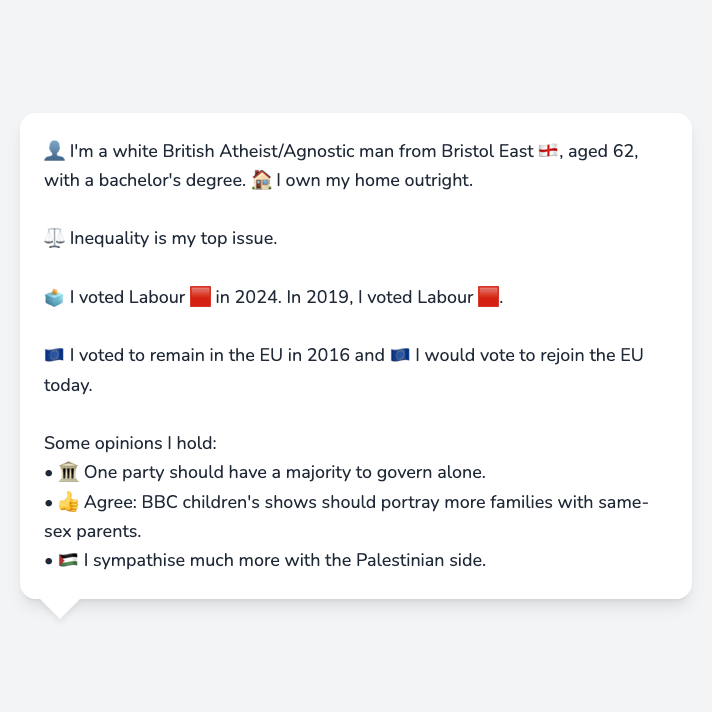 👤 I'm a white British Atheist/Agnostic man from Bristol East 🏴󠁧󠁢󠁥󠁮󠁧󠁿, aged 62,
with a bachelor's degree. 🏠 I own my home outright.
⚖️ Inequality is my top issue.
🗳️ I voted Labour 🟥 in 2024. In 2019, I voted Labour 🟥.
🇪🇺 I voted to remain in the EU in 2016 and 🇪🇺 I would vote to rejoin the EU
today.
Some opinions I hold:
• 🏛️ One party should have a majority to govern alone.
• 👍 Agree: BBC children's shows should portray more families with same-
sex parents.
• 🇵🇸 I sympathise much more with the Palestinian side.